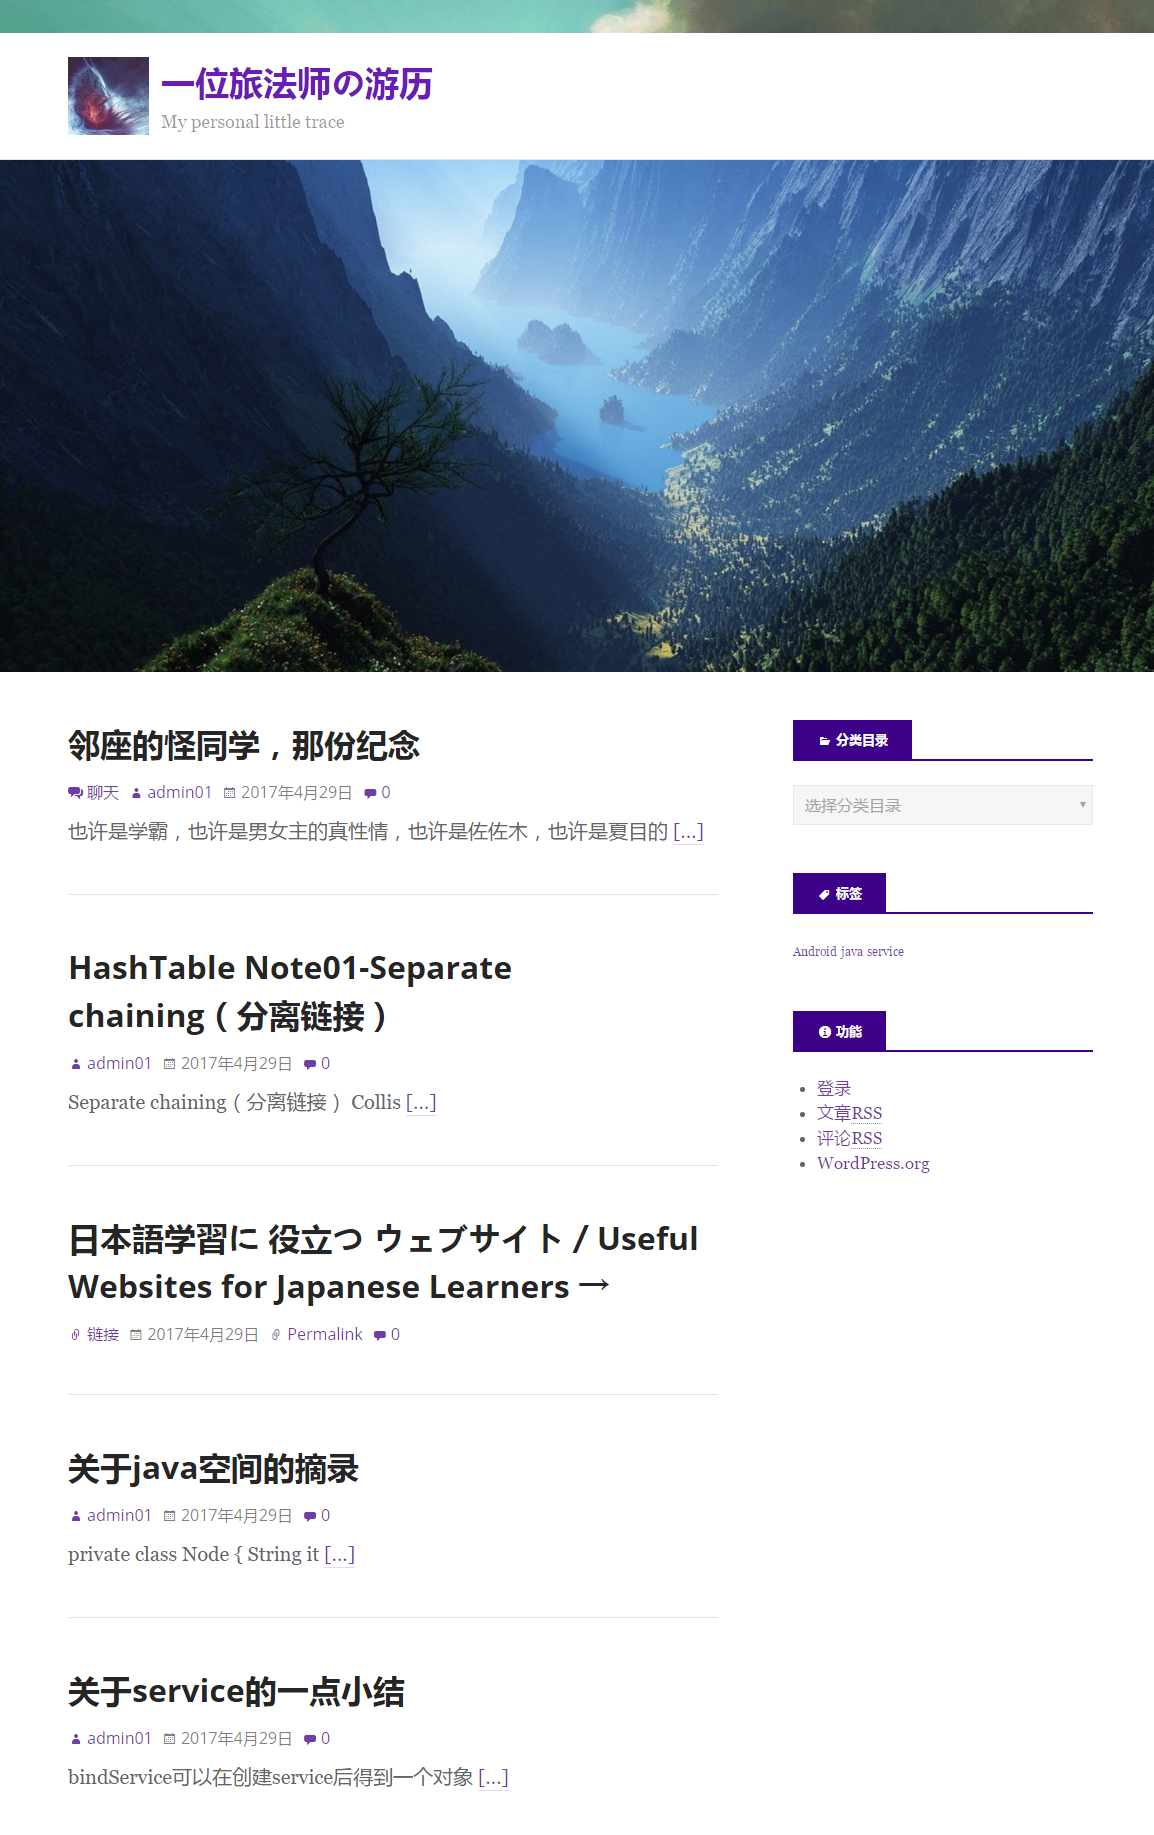 一位旅法师の游历
My personal little trace
邻座的怪同学，那份纪念
聊天 admin01 2017年4月29日 0
也许是学霸，也许是男女主的真性情，也许是佐佐木，也许是夏目的 [...]
HashTable Note01-Separate
chaining（分离链接）
admin01 2017年4月29日 0
Separate chaining（分离链接） Collis [...]
日本語学習に 役立つ ウェブサイト / Useful
Websites for Japanese Learners →
链接 2017年4月29日 Permalink 0
关于java空间的摘录
admin01 2017年4月29日 0
private class Node { String it [...]
关于service的一点小结
admin01 2017年4月29日 0
bindService可以在创建service后得到一个对象 [...]
分类目录
选择分类目录
标签
Android java service
功能
登录
文章RSS
评论RSS
WordPress.org